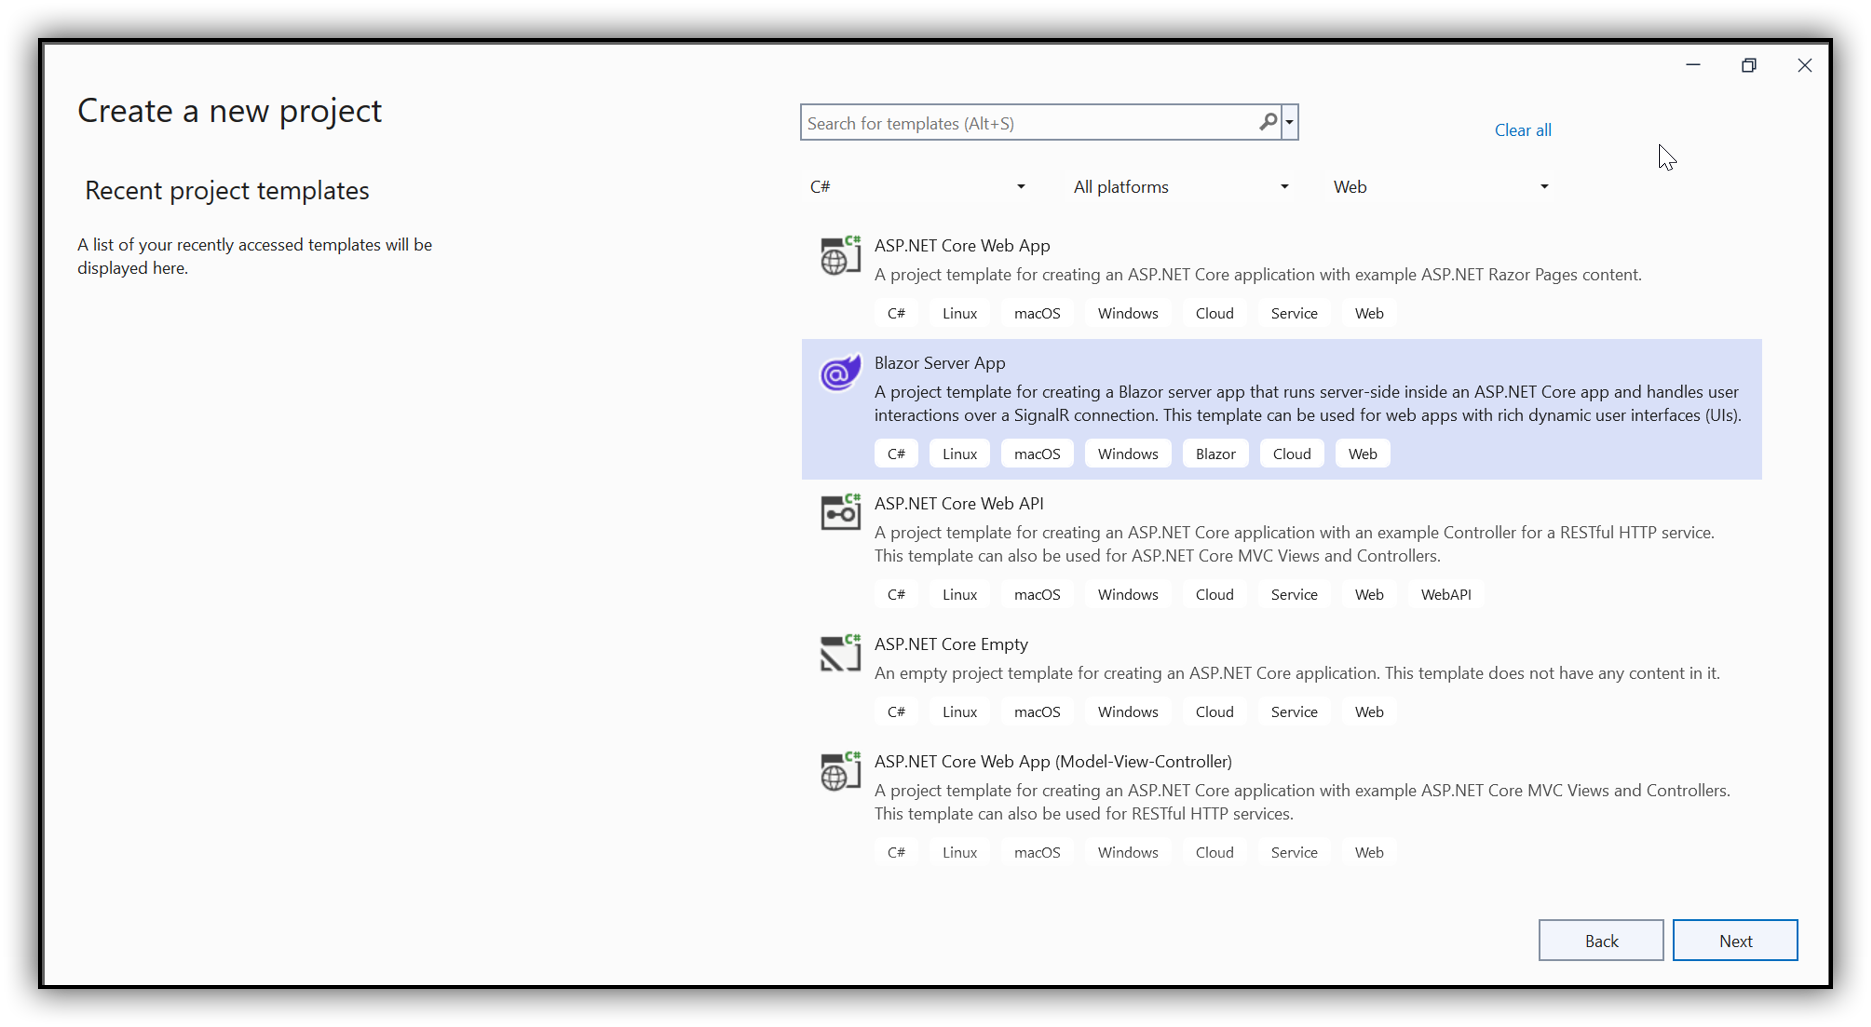 Create a new project
Search for templates (Alt+S)
Clear all
Recent project templates
C#
All platforms
Web
A list of your recently accessed templates will be
displayed here.
C#
ASP.NET Core Web App
A project template for creating an ASP.NET Core application with example ASP.NET Razor Pages content.
C# Linux macOS Windows Cloud Service Web
@
Blazor Server App
A project template for creating a Blazor server app that runs server-side inside an ASP.NET Core app and handles user
interactions over a SignalR connection. This template can be used for web apps with rich dynamic user interfaces (UIs).
C# Linux macOS Windows Blazor Cloud Web
C#
ASP.NET Core Web API
A project template for creating an ASP.NET Core application with an example Controller for a RESTful HTTP service.
This template can also be used for ASP.NET Core MVC Views and Controllers.
C# Linux macOS Windows Cloud Service Web WebAPI
C#
ASP.NET Core Empty
An empty project template for creating an ASP.NET Core application. This template does not have any content in it.
C# Linux macOS Windows Cloud Service Web
C#
ASP.NET Core Web App (Model-View-Controller)
A project template for creating an ASP.NET Core application with example ASP.NET Core MVC Views and Controllers.
This template can also be used for RESTful HTTP services.
C# Linux macOS Windows Cloud Service Web
Back
Next